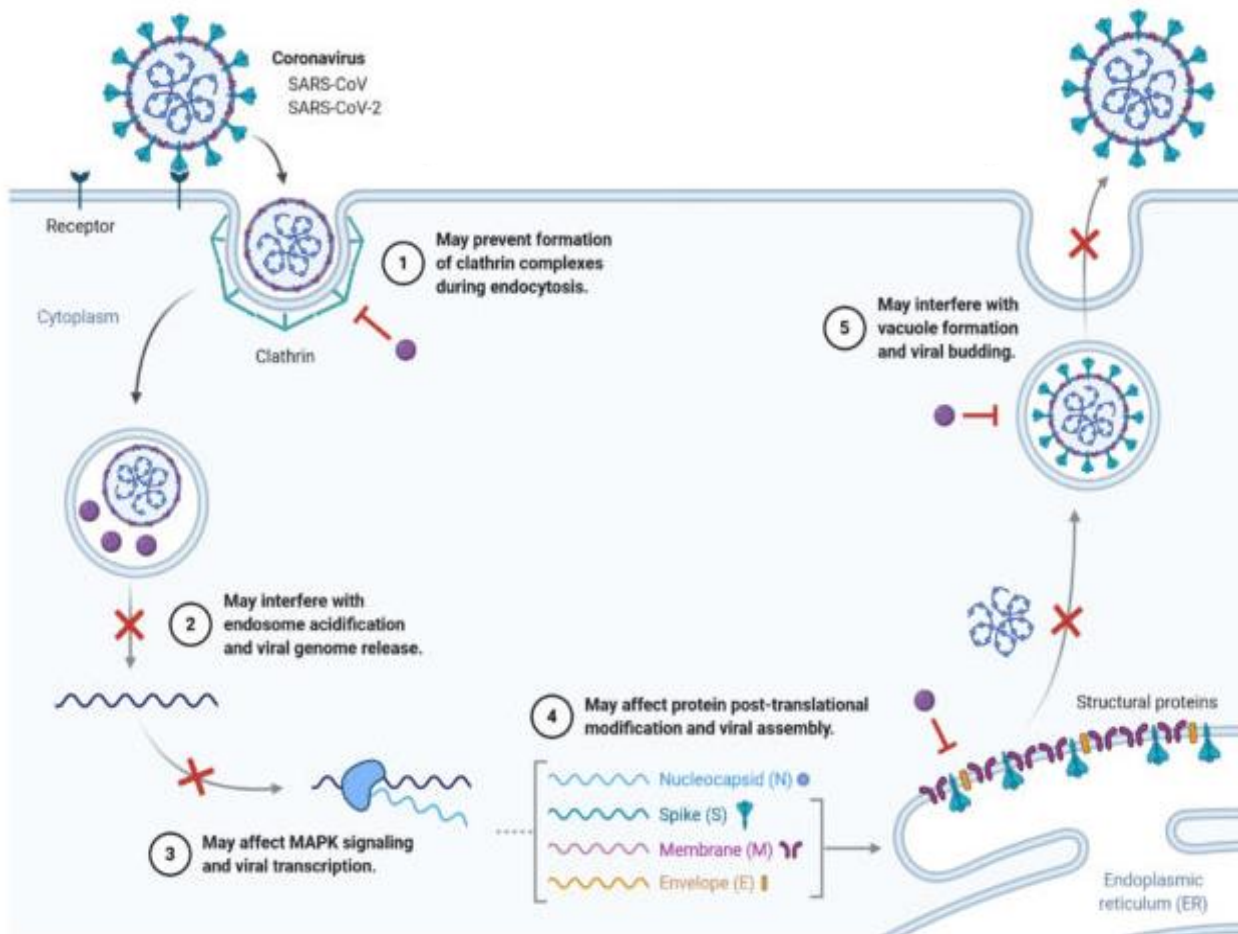 Coronavirus
SARS-CoV
SARS-CoV-2
Receptor
Cytoplasm
Clathrin
1
May prevent formation
of clathrin complexes
during endocytosis.
2
May interfere with
endosome acidification
and viral genome release.
3
May affect MAPK signaling
and viral transcription.
4
May affect protein post-translational
modification and viral assembly.
Nucleocapsid (N)
Spike (S)
Membrane (M)
Envelope (E)
Structural proteins
Endoplasmic
reticulum (ER)
5
May interfere with
vacuole formation
and viral budding.